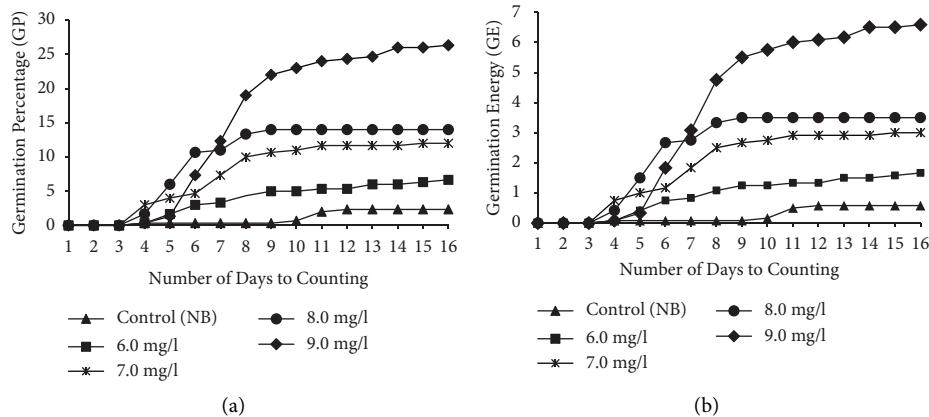 (a)
Germination Percentage (GP)
30
25
20
15
10
5
0
1 2 3 4 5 6 7 8 9 10 11 12 13 14 15 16
Number of Days to Counting
Control (NB)
6.0 mg/l
7.0 mg/l
8.0 mg/l
9.0 mg/l
(a)
(b)
Germination Energy (GE)
7
6
5
4
3
2
1
0
1 2 3 4 5 6 7 8 9 10 11 12 13 14 15 16
Number of Days to Counting
Control (NB)
6.0 mg/l
7.0 mg/l
8.0 mg/l
9.0 mg/l
(b)